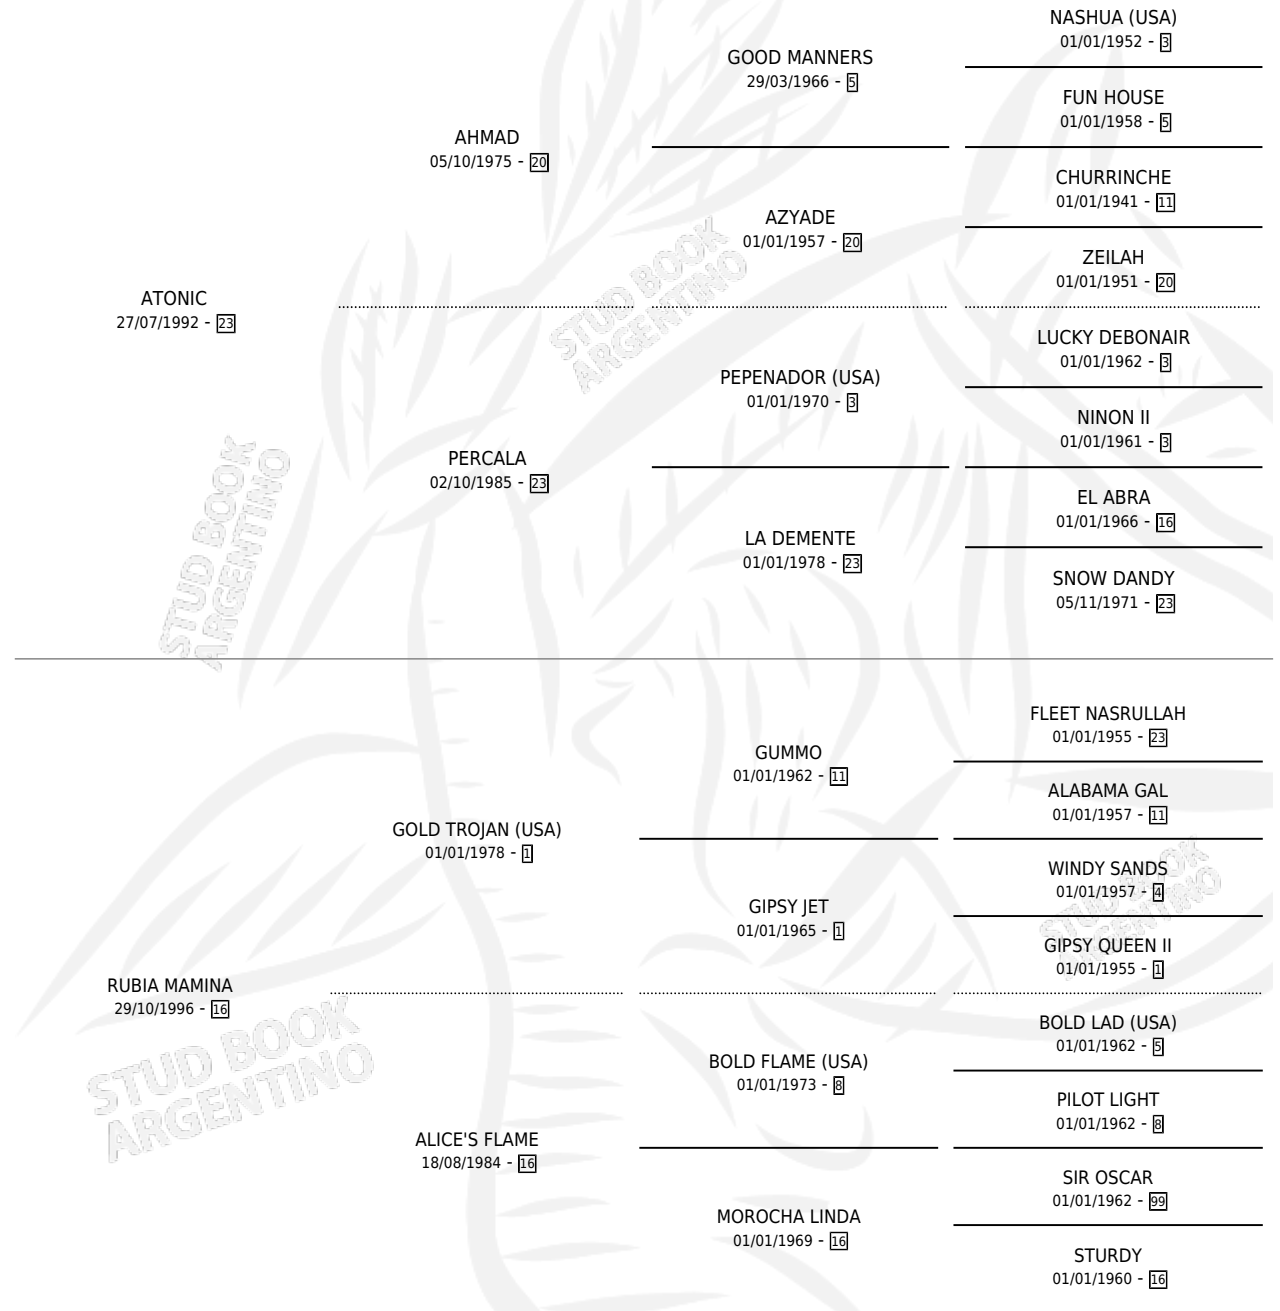 NASHUA (USA)
01/01/1952 - 3
GOOD MANNERS
29/03/1966 - 5
FUN HOUSE
01/01/1958 - 5
AHMAD
05/10/1975 - 20
CHURRINCHE
01/01/1941 - 11
AZYADE
01/01/1957 - 20
ZEILAH
01/01/1951 - 20
STUD BOOK
ARGENTINO
ATONIC
27/07/1992 - 23
LUCKY DEBONAIR
01/01/1962 - 3
PEPENADOR (USA)
01/01/1970 - 3
NINON II
01/01/1961 - 3
PERCALA
02/10/1985 - 23
EL ABRA
01/01/1966 - 16
LA DEMENTE
01/01/1978 - 23
SNOW DANDY
05/11/1971 - 23
STUD BOOK
ARGENTINO
FLEET NASRULLAH
01/01/1955 - 23
GUMMO
01/01/1962 - 11
ALABAMA GAL
01/01/1957 - 11
GOLD TROJAN (USA)
01/01/1978 - 1
WINDY SANDS
01/01/1957 - 4
GIPSY JET
01/01/1965 - 1
GIPSY QUEEN II
01/01/1955 - 1
STUD BOOK
ARGENTINO
RUBIA MAMINA
29/10/1996 - 16
BOLD LAD (USA)
01/01/1962 - 5
BOLD FLAME (USA)
01/01/1973 - 8
PILOT LIGHT
01/01/1962 - 8
STUD BOOK
ARGENTINO
ALICE'S FLAME
18/08/1984 - 16
SIR OSCAR
01/01/1962 - 99
MOROCHA LINDA
01/01/1969 - 16
STURDY
01/01/1960 - 16